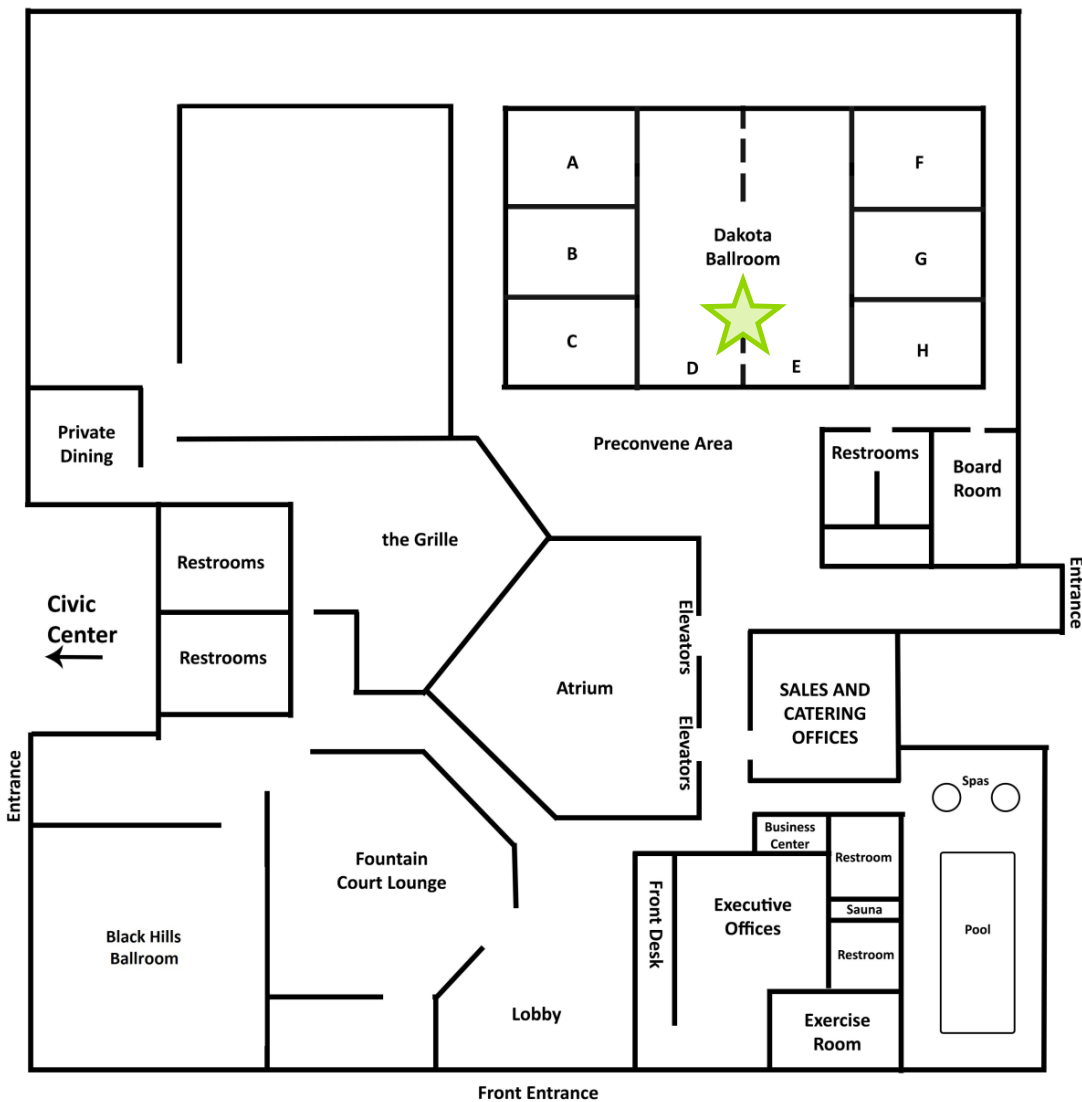 A
F
Dakota
Ballroom
B
G
C
H
D
E
Private
Dining
Preconvene Area
Restrooms
Board
Room
the Grille
Restrooms
Entrance
Civic
Center
Elevators
Restrooms
Atrium
SALES AND
CATERING
OFFICES
Elevators
Entrance
Spas
Business
Center
Restroom
Fountain
Court Lounge
Front Desk
Executive
Offices
Sauna
Black Hills
Ballroom
Pool
Restroom
Lobby
Exercise
Room
Front Entrance